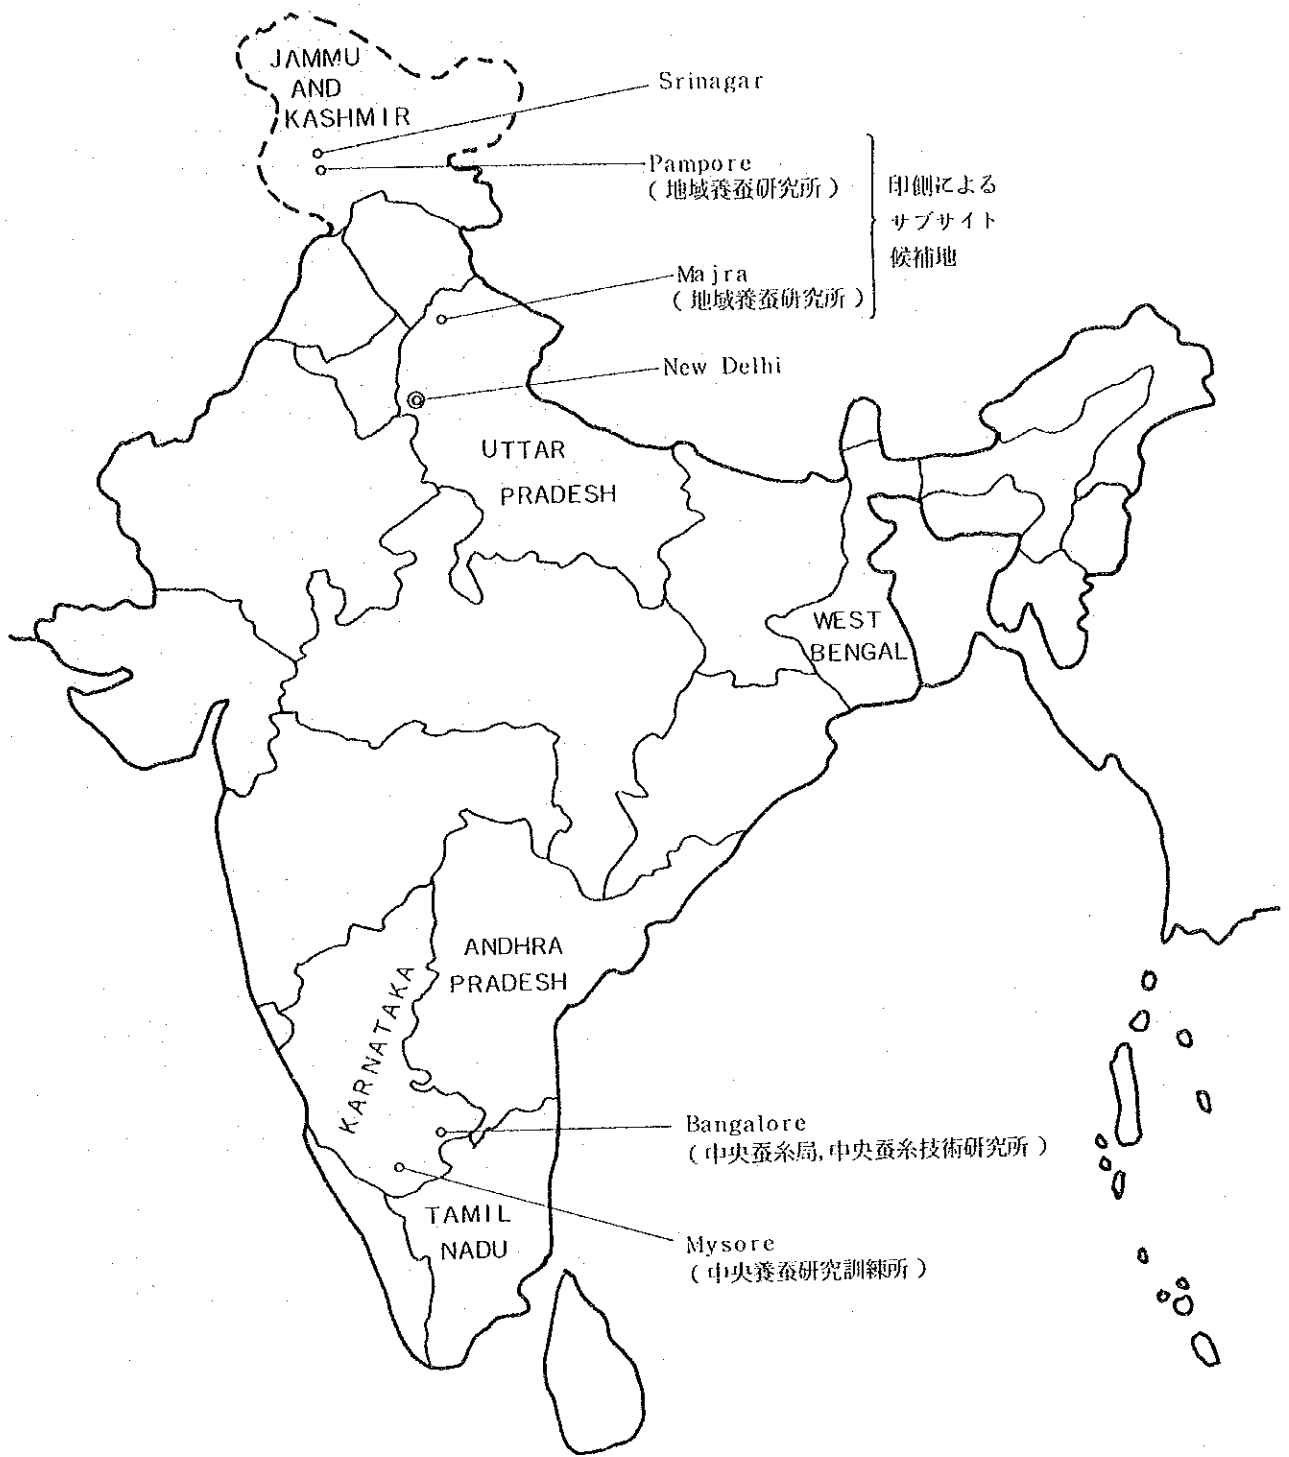 JAMMU
AND
KASHMIR
Srinagar
Pampore
(地域養蚕研究所)
印側による
サブサイト
候補地
Majra
(地域養蚕研究所)
New Delhi
UTTAR
PRADESH
WEST
BENGAL
ANDHRA
PRADESH
KARNATAKA
Bangalore
(中央蚕糸局,中央蚕糸技術研究所)
TAMIL
NADU
Mysore
(中央養蚕研究訓練所)